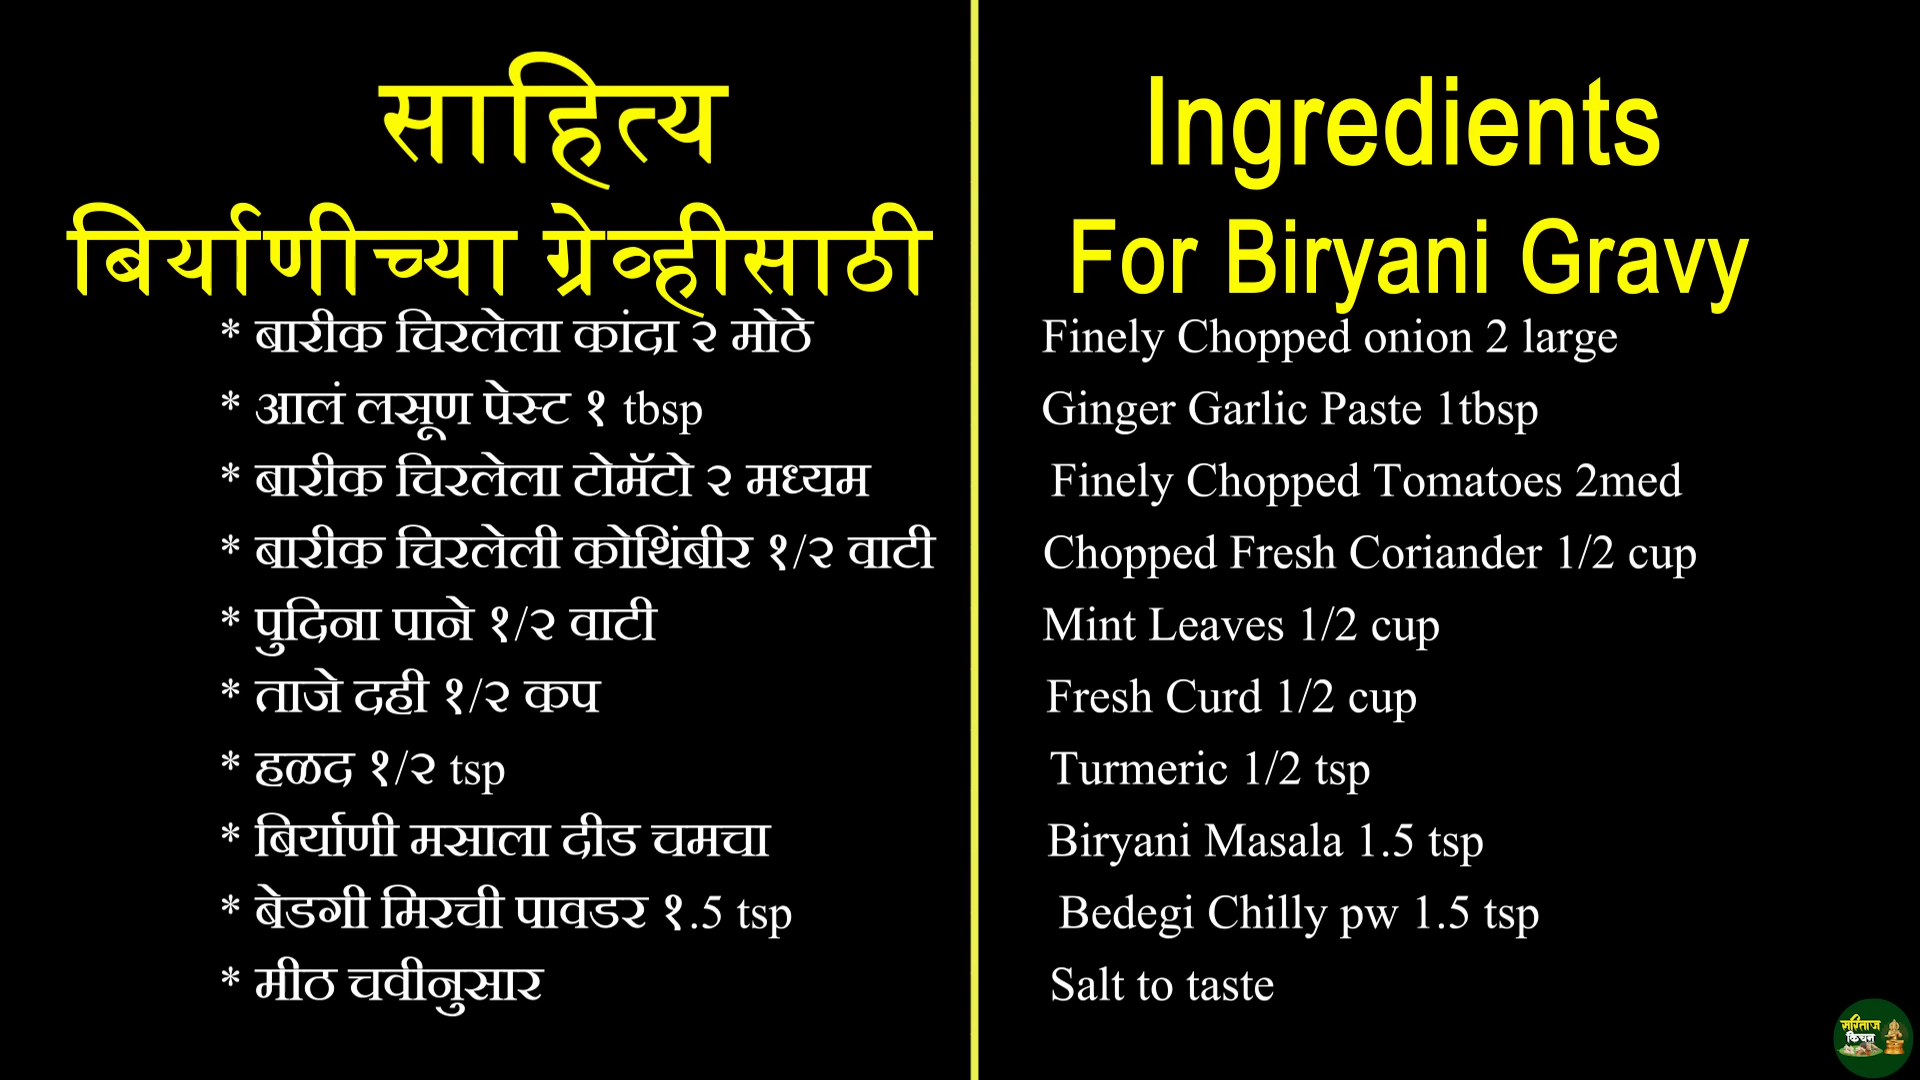 साहित्य
बिर्याणीच्या ग्रेव्हीसाठी
* बारीक चिरलेला कांदा २ मोठे
* आलं लसूण पेस्ट १ tbsp
* बारीक चिरलेला टोमॅटो २ मध्यम
* बारीक चिरलेली कोथिंबीर १/२ वाटी
* पुदिना पाने १/२ वाटी
* ताजे दही १/२ कप
* हळद १/२ tsp
* बिर्याणी मसाला दीड चमचा
* बेडगी मिरची पावडर १.5 tsp
* मीठ चवीनुसार
Ingredients
For Biryani Gravy
Finely Chopped onion 2 large
Ginger Garlic Paste 1tbsp
Finely Chopped Tomatoes 2med
Chopped Fresh Coriander 1/2 cup
Mint Leaves 1/2 cup
Fresh Curd 1/2 cup
Turmeric 1/2 tsp
Biryani Masala 1.5 tsp
Bedegi Chilly pw 1.5 tsp
Salt to taste
सरिताज
किचन